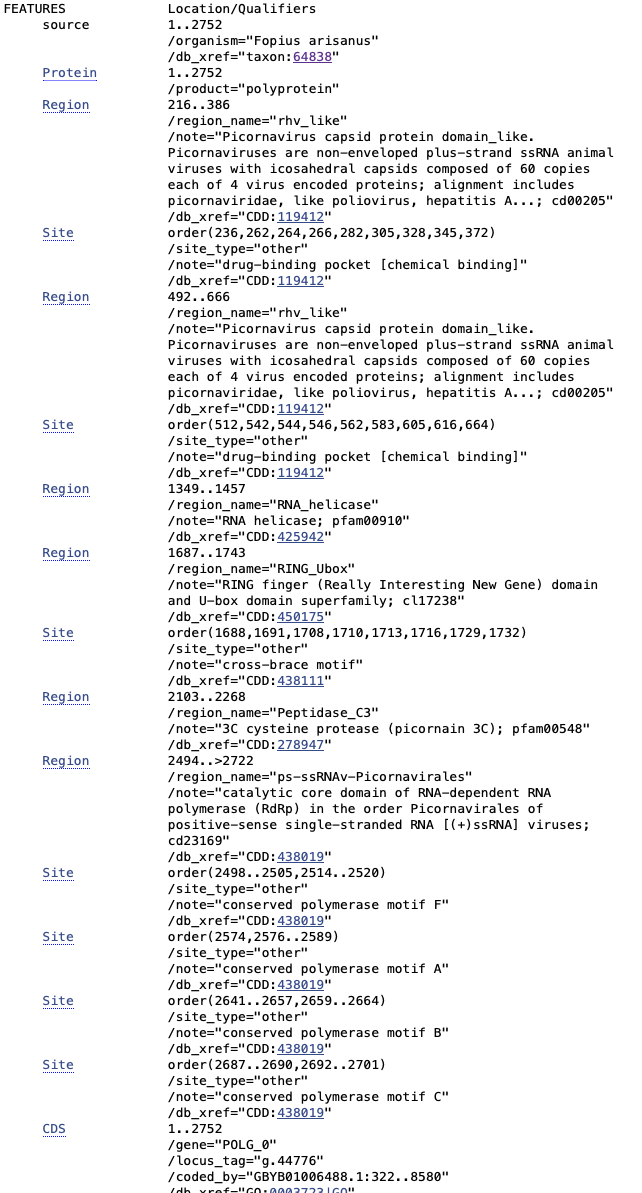 FEATURES Location/Qualifiers
source 1..2752
/organism="Fopius arisanus"
/db_xref="taxon:64838"
Protein 1..2752
/product="polyprotein"
Region 216..386
/region_name="rhv_like"
/note="Picornavirus capsid protein domain_like.
Picornaviruses are non-enveloped plus-strand ssRNA animal
viruses with icosahedral capsids composed of 60 copies
each of 4 virus encoded proteins; alignment includes
picornaviridae, like poliovirus, hepatitis A...; cd00205"
/db_xref="CDD:119412"
Site order(236,262,264,266,282,305,328,345,372)
/site_type="other"
/note="drug-binding pocket [chemical binding]"
/db_xref="CDD:119412"
Region 492..666
/region_name="rhv_like"
/note="Picornavirus capsid protein domain_like.
Picornaviruses are non-enveloped plus-strand ssRNA animal
viruses with icosahedral capsids composed of 60 copies
each of 4 virus encoded proteins; alignment includes
picornaviridae, like poliovirus, hepatitis A...; cd00205"
/db_xref="CDD:119412"
Site order(512,542,544,546,562,583,605,616,664)
/site_type="other"
/note="drug-binding pocket [chemical binding]"
/db_xref="CDD:119412"
Region 1349..1457
/region_name="RNA_helicase"
/note="RNA helicase; pfam00910"
/db_xref="CDD:425942"
Region 1687..1743
/region_name="RING_Ubox"
/note="RING finger (Really Interesting New Gene) domain
and U-box domain superfamily; cl17238"
/db_xref="CDD:450175"
Site order(1688,1691,1708,1710,1713,1716,1729,1732)
/site_type="other"
/note="cross-brace motif"
/db_xref="CDD:438111"
Region 2103..2268
/region_name="Peptidase_C3"
/note="3C cysteine protease (picornain 3C); pfam00548"
/db_xref="CDD:278947"
Region 2494..>2722
/region_name="ps-ssRNAv-Picornavirales"
/note="catalytic core domain of RNA-dependent RNA
polymerase (RdRp) in the order Picornavirales of
positive-sense single-stranded RNA [(+)ssRNA] viruses;
cd23169"
/db_xref="CDD:438019"
Site order(2498..2505,2514..2520)
/site_type="other"
/note="conserved polymerase motif F"
/db_xref="CDD:438019"
Site order(2574,2576..2589)
/site_type="other"
/note="conserved polymerase motif A"
/db_xref="CDD:438019"
Site order(2641..2657,2659..2664)
/site_type="other"
/note="conserved polymerase motif B"
/db_xref="CDD:438019"
Site order(2687..2690,2692..2701)
/site_type="other"
/note="conserved polymerase motif C"
/db_xref="CDD:438019"
CDS 1..2752
/gene="POLG_0"
/locus_tag="g.44776"
/coded_by="GBYB01006488.1:322..8580"
/db_xref="GO:0003723|GO"